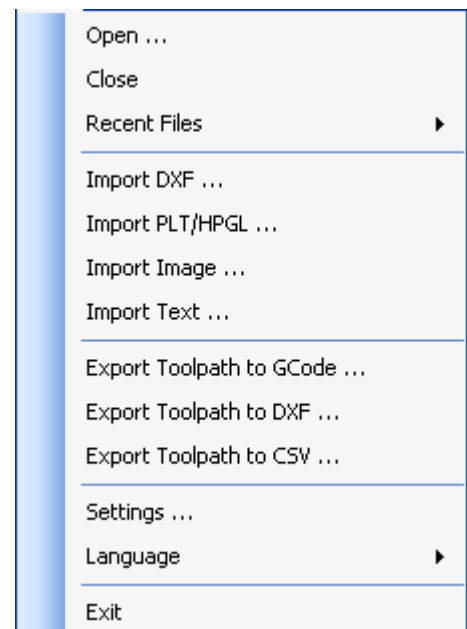 Open ...
Close
Recent Files
Import DXF ...
Import PLT/HPGL ...
Import Image ...
Import Text ...
Export Toolpath to GCode ...
Export Toolpath to DXF ...
Export Toolpath to CSV ...
Settings ...
Language
Exit